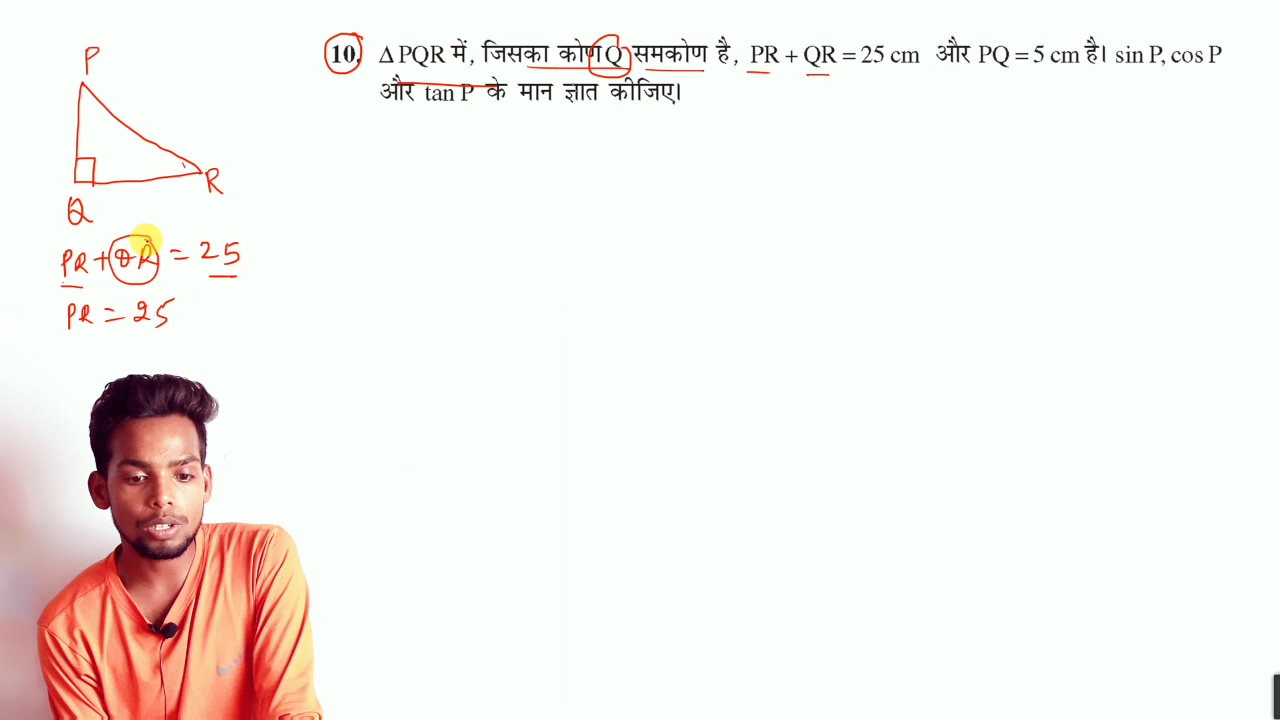 10. Δ PQR में, जिसका कोण Q समकोण है, PR + QR = 25 cm और PQ = 5 cm है। sin P, cos P
और tan P के मान ज्ञात कीजिए।
P
R
Q
PR + QR = 25
PR = 25